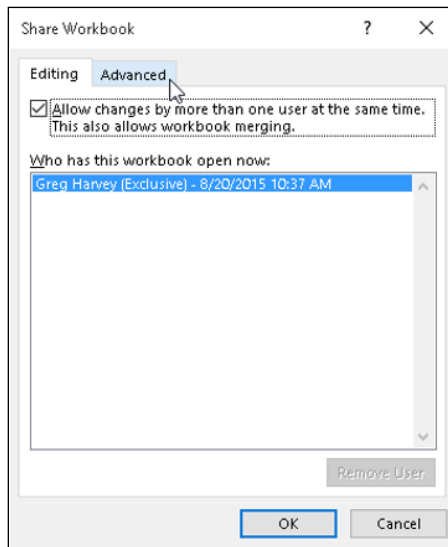 Share Workbook ?
Editing Advanced
Allow changes by more than one user at the same time.
This also allows workbook merging.
Who has this workbook open now:
Greg Harvey (Exclusive) - 8/20/2015 10:37 AM
Remove User
OK Cancel